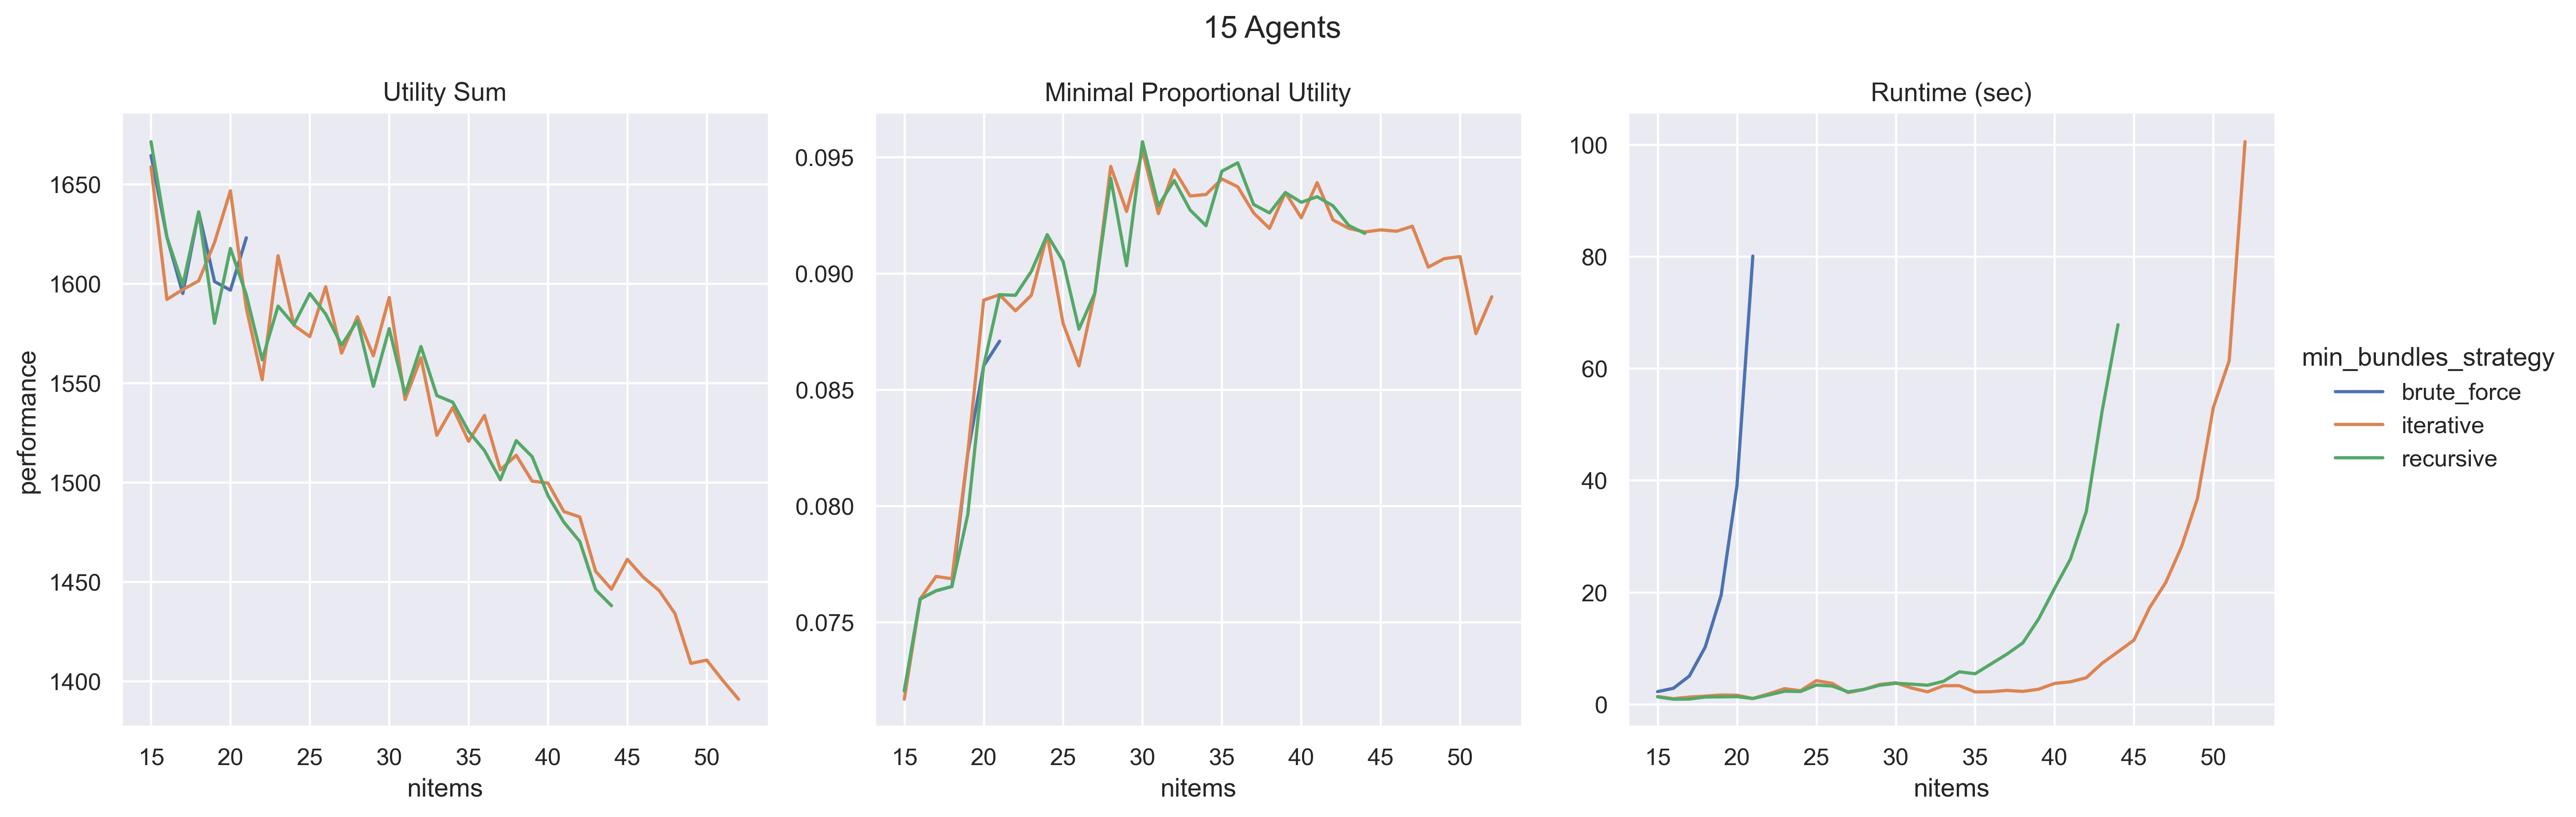 15 Agents
Utility Sum
performance
1650
1600
1550
1500
1450
1400
15 20 25 30 35 40 45 50
nitems
Minimal Proportional Utility
0.095
0.090
0.085
0.080
0.075
15 20 25 30 35 40 45 50
nitems
Runtime (sec)
100
80
60
40
20
0
15 20 25 30 35 40 45 50
nitems
min_bundles_strategy
brute_force
iterative
recursive